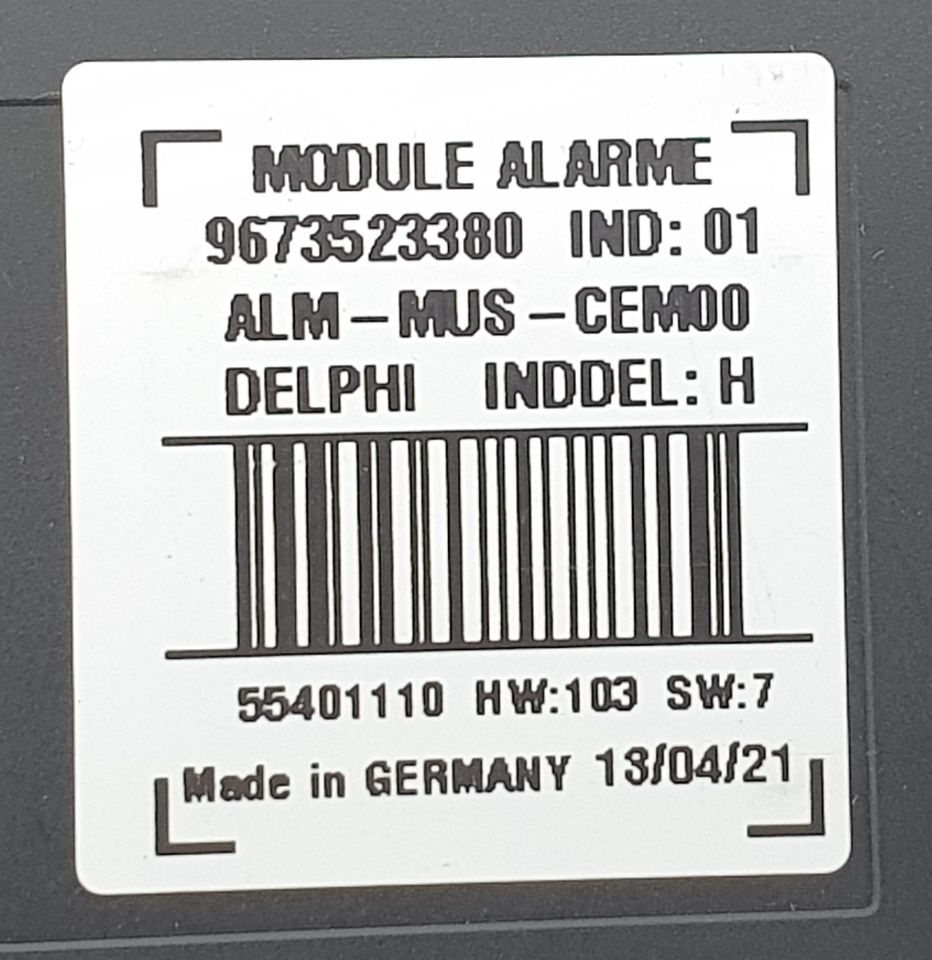 MODULE ALARME
9673523380 IND: 01
ALM-MUS-CEM00
DELPHI INDDEL: H
55401110 HW:103 SW:7
Made in GERMANY 13/04/21